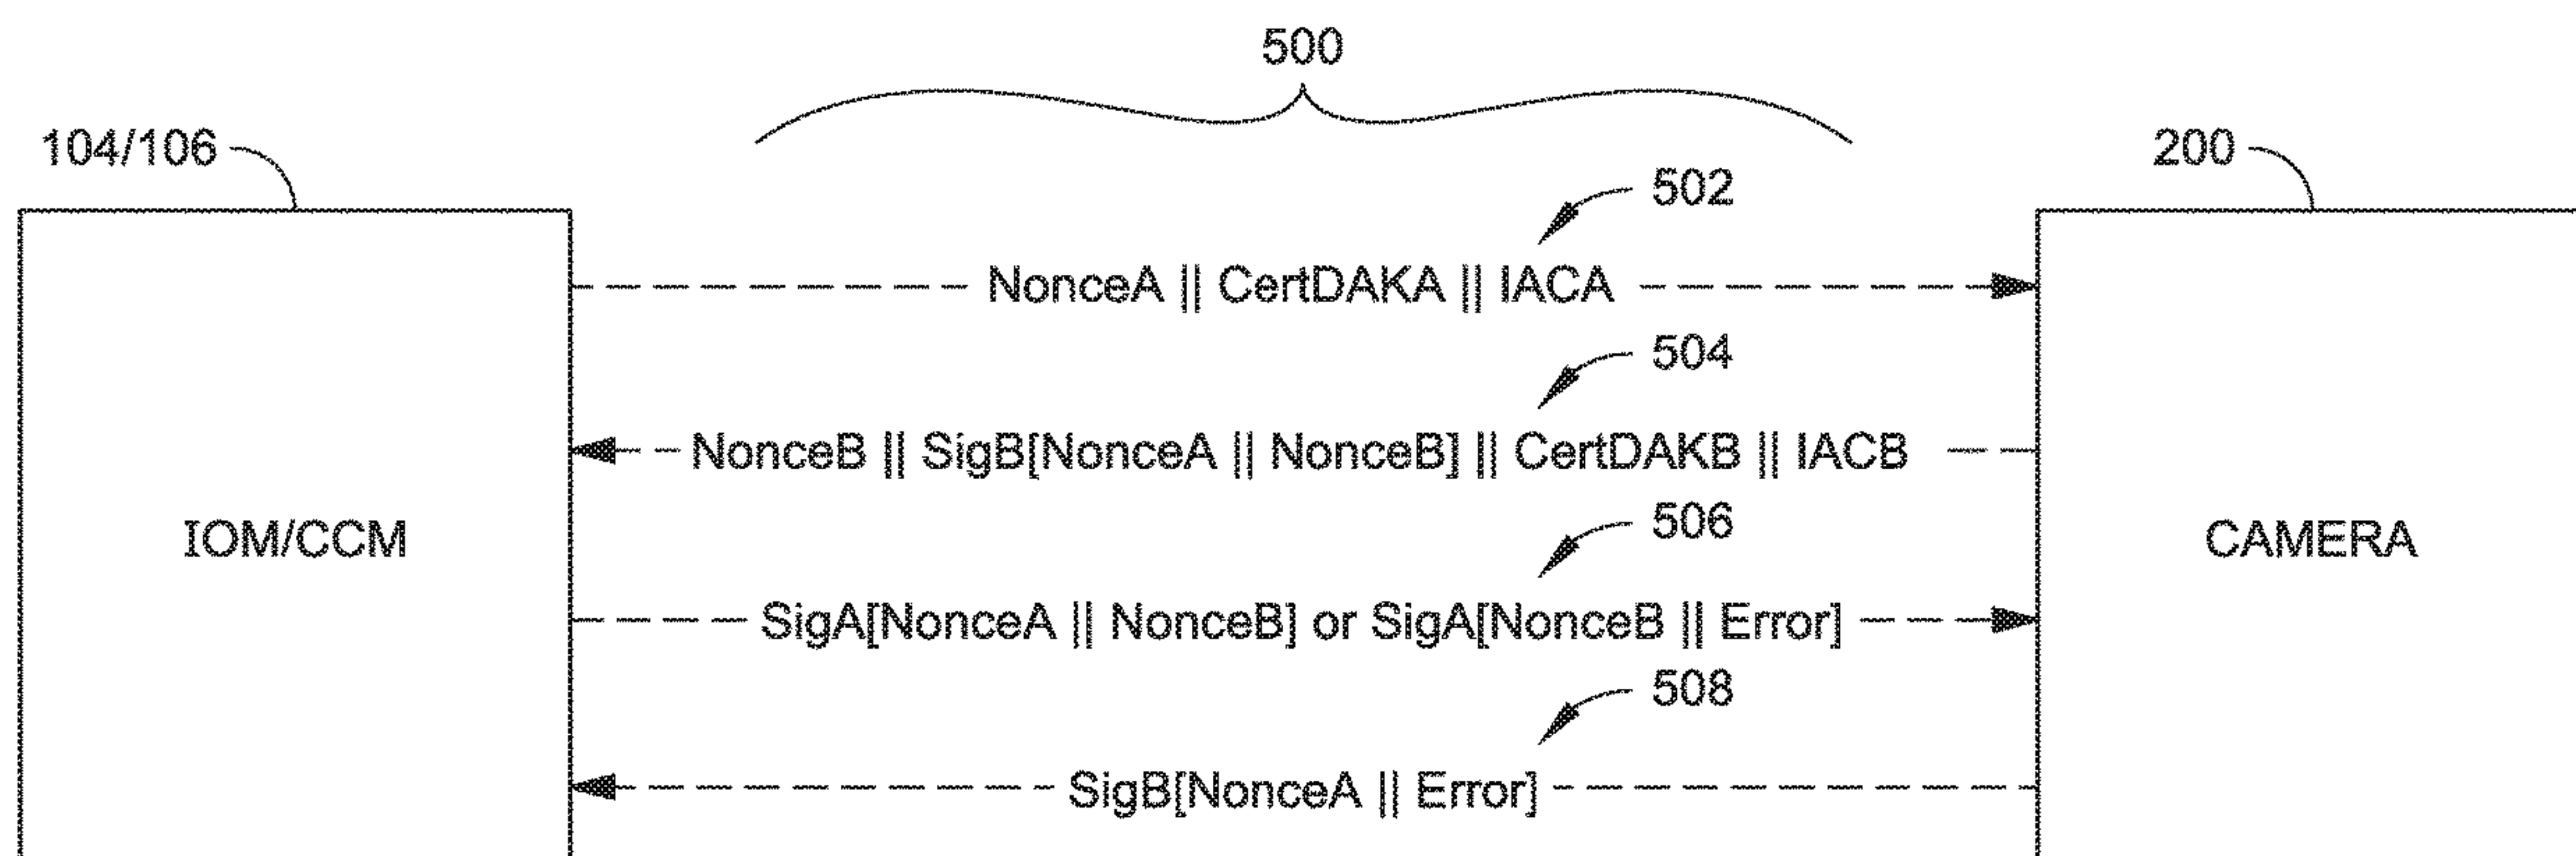 500
104/106
200
502
NonceA || CertDAKA || IACA
504
NonceB || SigB[NonceA || NonceB] || CertDAKB || IACB
506
IOM/CCM
CAMERA
SigA[NonceA || NonceB] or SigA[NonceB || Error]
508
SigB[NonceA || Error]